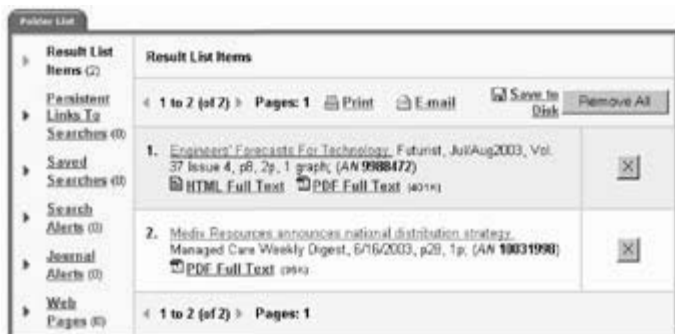 Folder List
Result List
Items (2)
Persistent
Links To
Searches (0)
Saved
Searches (0)
Search
Alerts (0)
Journal
Alerts (0)
Web
Pages (0)
Result List Items
1 to 2 (of 2) Pages: 1 Print E-mail Save to
Disk
Remove All
1. Engineers' Forecasts For Technology. Futurist, Jul/Aug2003, Vol.
37 Issue 4, p8, 2p, 1 graph; (AN 9988472)
HTML Full Text PDF Full Text (401K)
X
2. Medix Resources announces national distribution strategy.
Managed Care Weekly Digest, 6/16/2003, p28, 1p; (AN 10031998)
PDF Full Text
X
1 to 2 (of 2) Pages: 1